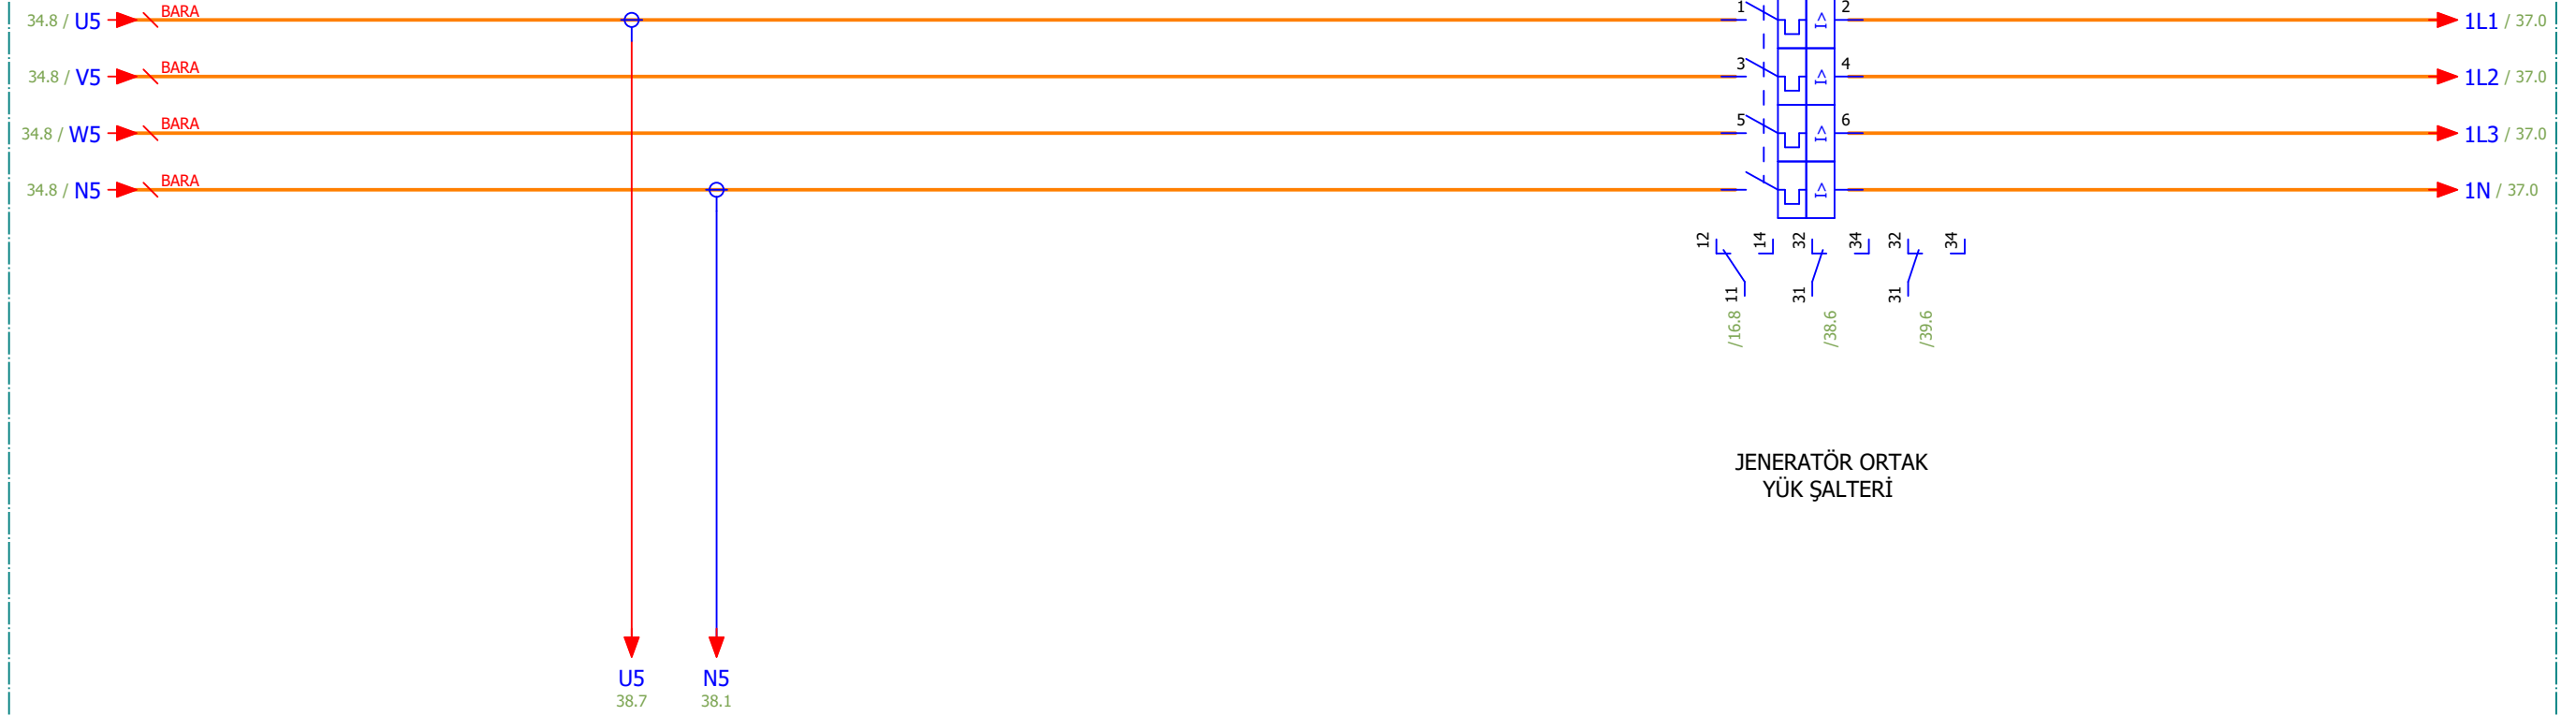 34.8 / U5 BARA 1 I> 2 1L1 / 37.0
34.8 / V5 BARA 3 I> 4 1L2 / 37.0
34.8 / W5 BARA 5 I> 6 1L3 / 37.0
34.8 / N5 BARA I> 1N / 37.0
12 14 32 34 32 34
11 31 31
/16.8 /38.6 /39.6
JENERATÖR ORTAK
YÜK ŞALTERİ
U5 N5
38.7 38.1